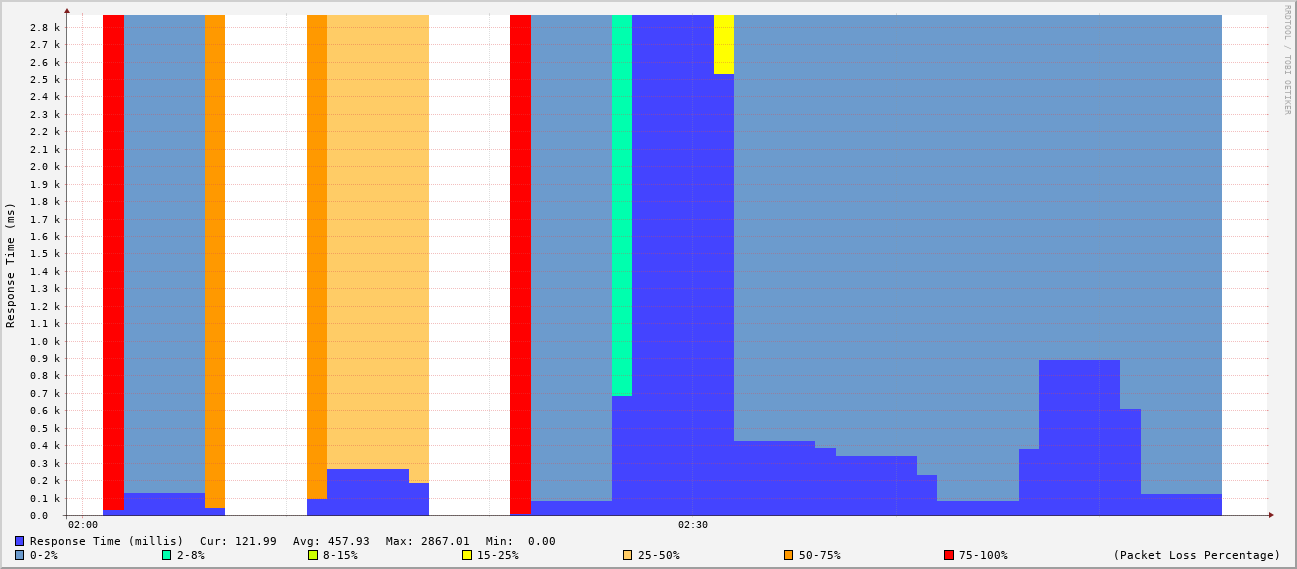 RRDTOOL / TOBI OETIKER
Response Time (ms)
2.8 k
2.7 k
2.6 k
2.5 k
2.4 k
2.3 k
2.2 k
2.1 k
2.0 k
1.9 k
1.8 k
1.7 k
1.6 k
1.5 k
1.4 k
1.3 k
1.2 k
1.1 k
1.0 k
0.9 k
0.8 k
0.7 k
0.6 k
0.5 k
0.4 k
0.3 k
0.2 k
0.1 k
0.0
02:00 02:30
Response Time (millis) Cur: 121.99 Avg: 457.93 Max: 2867.01 Min: 0.00
0-2% 2-8% 8-15% 15-25% 25-50% 50-75% 75-100% (Packet Loss Percentage)